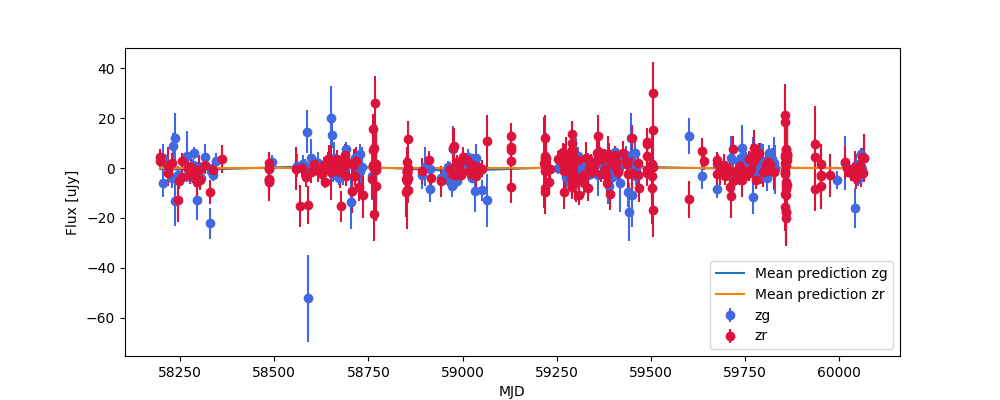 40
20
0
−20
−40
−60
Flux [uJy]
58250
58500
58750
59000
59250
59500
59750
60000
MJD
Mean prediction zg
Mean prediction zr
zg
zr